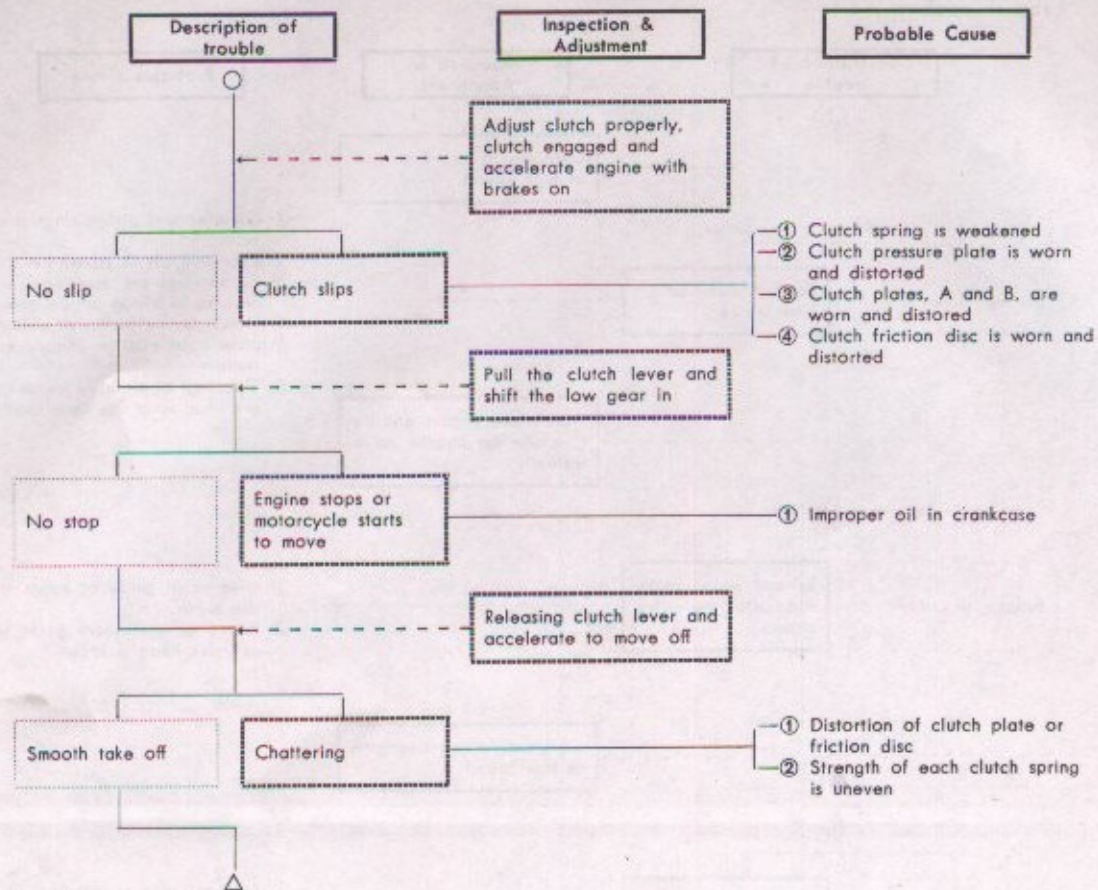 Description of
trouble
Inspection &
Adjustment
Probable Cause
Adjust clutch properly,
clutch engaged and
accelerate engine with
brakes on
No slip
Clutch slips
① Clutch spring is weakened
② Clutch pressure plate is worn
and distorted
③ Clutch plates, A and B, are
worn and distored
④ Clutch friction disc is worn and
distorted
Pull the clutch lever and
shift the low gear in
No stop
Engine stops or
motorcycle starts
to move
① Improper oil in crankcase
Releasing clutch lever and
accelerate to move off
Smooth take off
Chattering
① Distortion of clutch plate or
friction disc
② Strength of each clutch spring
is uneven